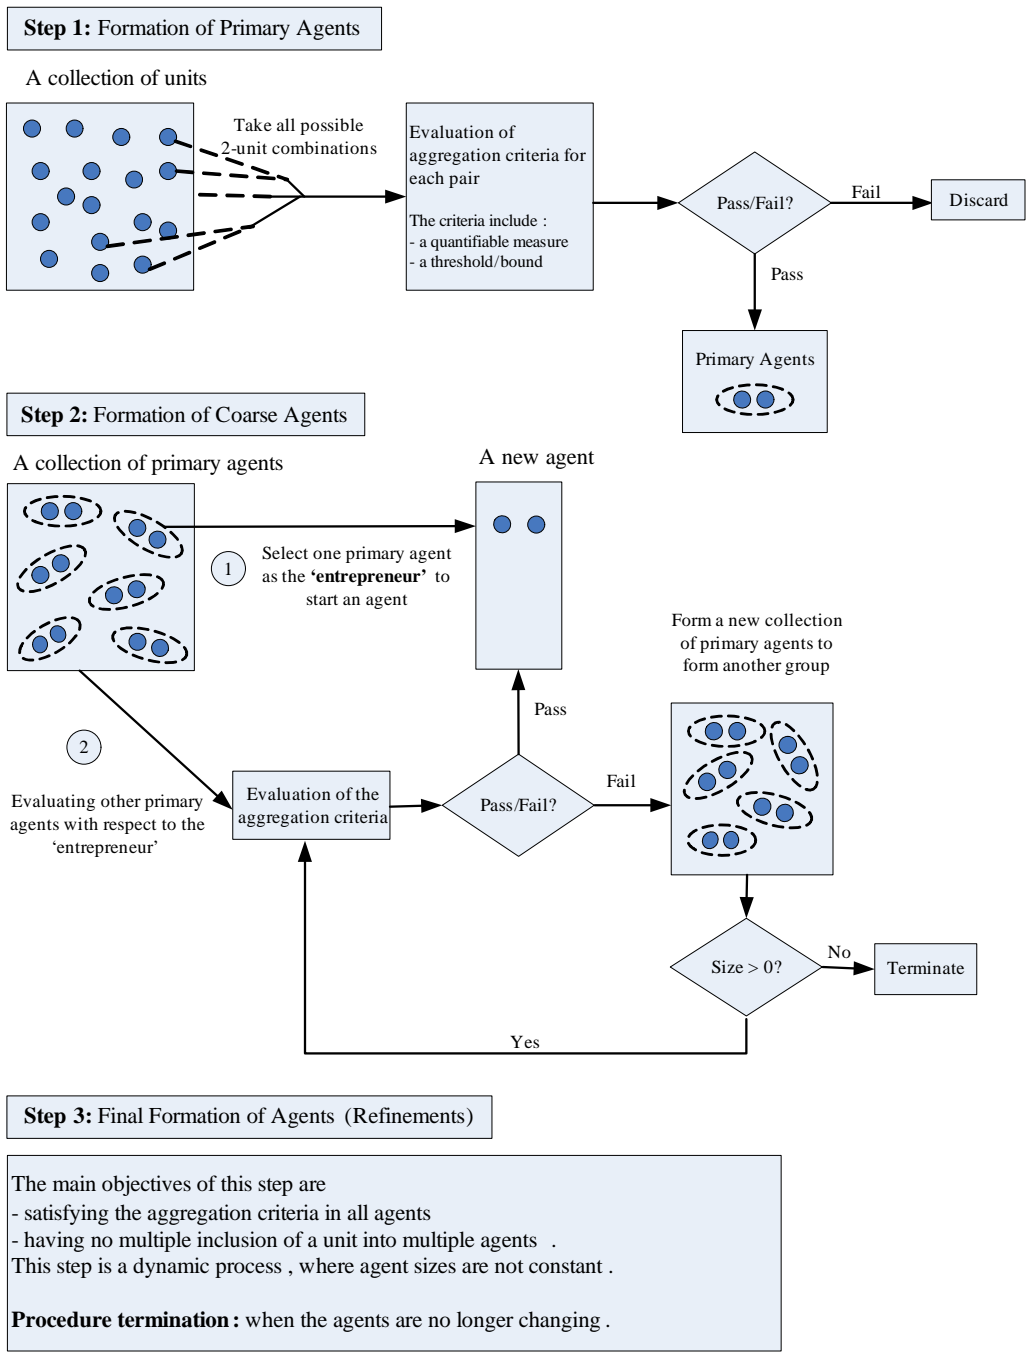 Step 1: Formation of Primary Agents
A collection of units
Take all possible
2-unit combinations
Evaluation of
aggregation criteria for
each pair
The criteria include :
- a quantifiable measure
- a threshold/bound
Pass/Fail?
Fail
Discard
Pass
Primary Agents
Step 2: Formation of Coarse Agents
A collection of primary agents
A new agent
1
Select one primary agent
as the ‘entrepreneur’ to
start an agent
Form a new collection
of primary agents to
form another group
Pass
2
Evaluating other primary
agents with respect to the
‘entrepreneur’
Evaluation of the
aggregation criteria
Pass/Fail?
Fail
Size > 0?
No
Terminate
Yes
Step 3: Final Formation of Agents (Refinements)
The main objectives of this step are
- satisfying the aggregation criteria in all agents
- having no multiple inclusion of a unit into multiple agents .
This step is a dynamic process , where agent sizes are not constant .
Procedure termination : when the agents are no longer changing .